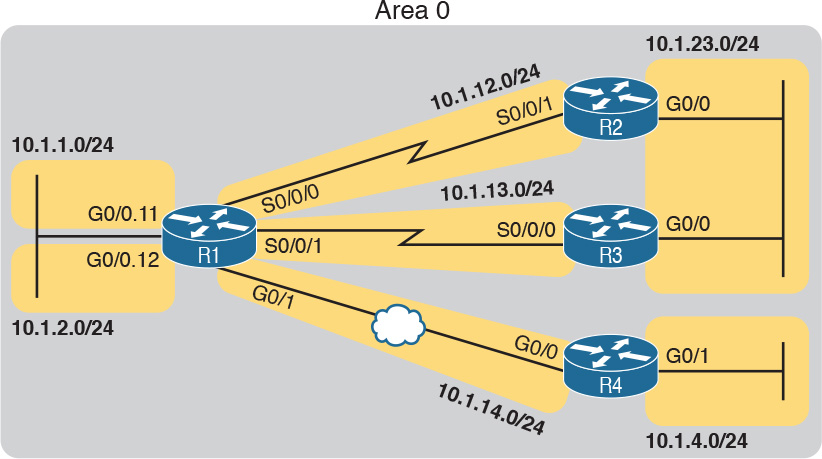 Area 0
10.1.23.0/24
10.1.12.0/24
S0/0/1
G0/0
R2
10.1.1.0/24
10.1.13.0/24
S0/0/0
G0/0.11
S0/0/0
G0/0
R1
S0/0/1
R3
G0/0.12
G0/1
10.1.2.0/24
G0/0
G0/1
R4
10.1.14.0/24
10.1.4.0/24